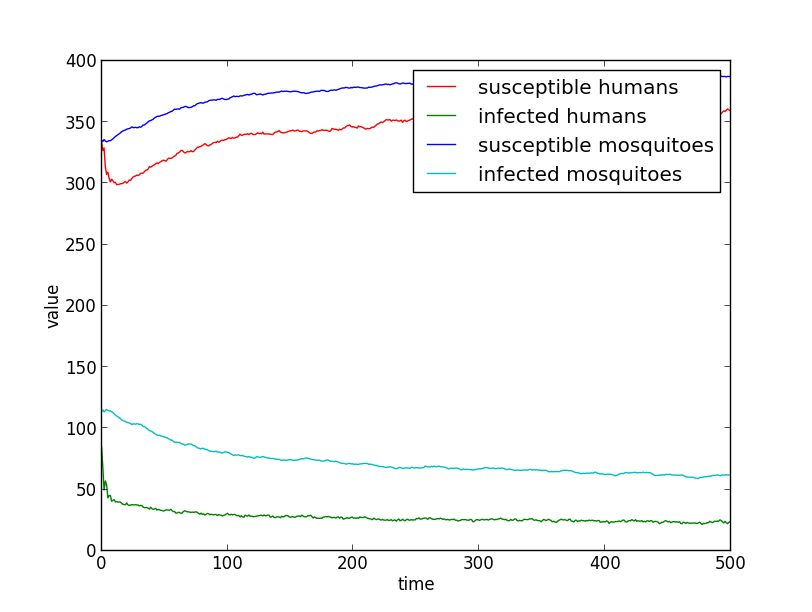 400
350
300
250
200
150
100
50
0
value
susceptible humans
infected humans
susceptible mosquitoes
infected mosquitoes
0 100 200 300 400 500
time